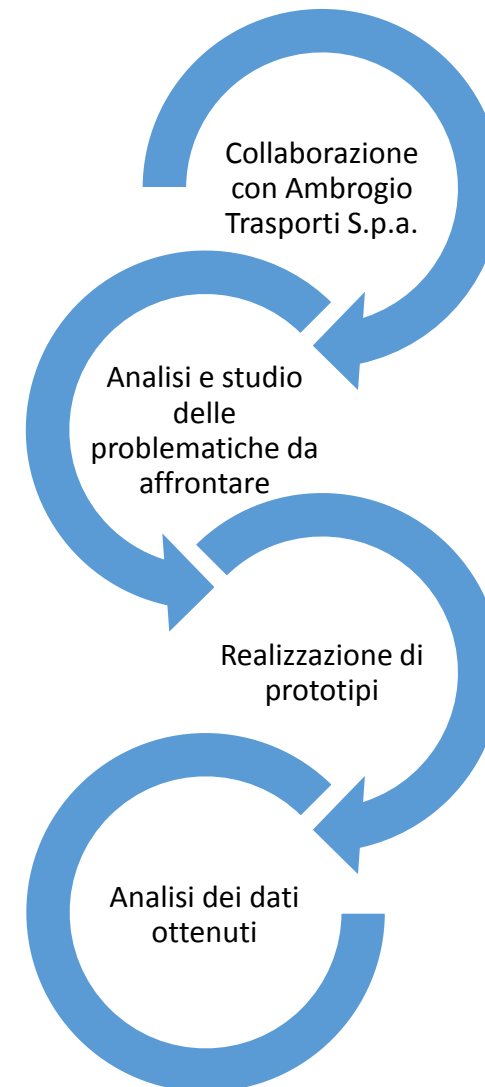 Collaborazione
con Ambrogio
Trasporti S.p.a.
Analisi e studio
delle
problematiche da
affrontare
Realizzazione di
prototipi
Analisi dei dati
ottenuti